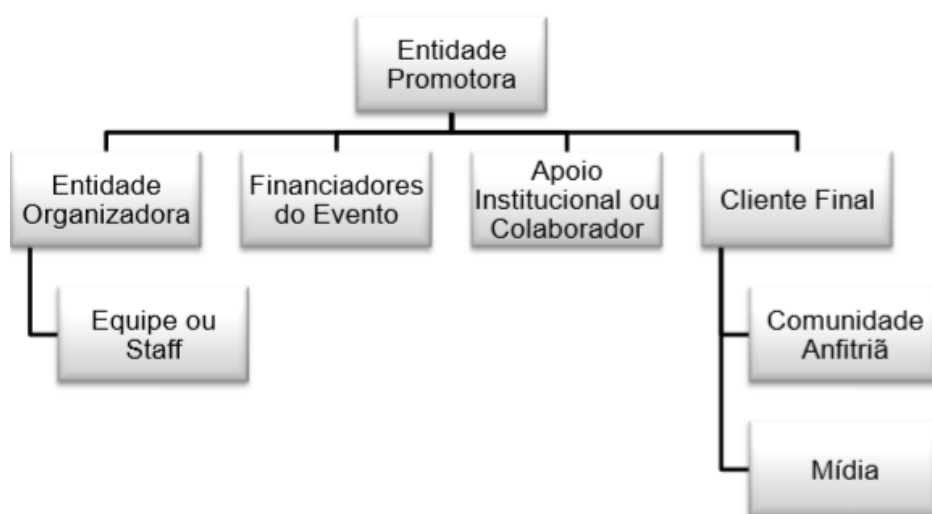 Entidade
Promotora
Entidade
Organizadora
Financiadores
do Evento
Apoio
Institucional ou
Colaborador
Cliente Final
Equipe ou
Staff
Comunidade
Anfitriã
Mídia